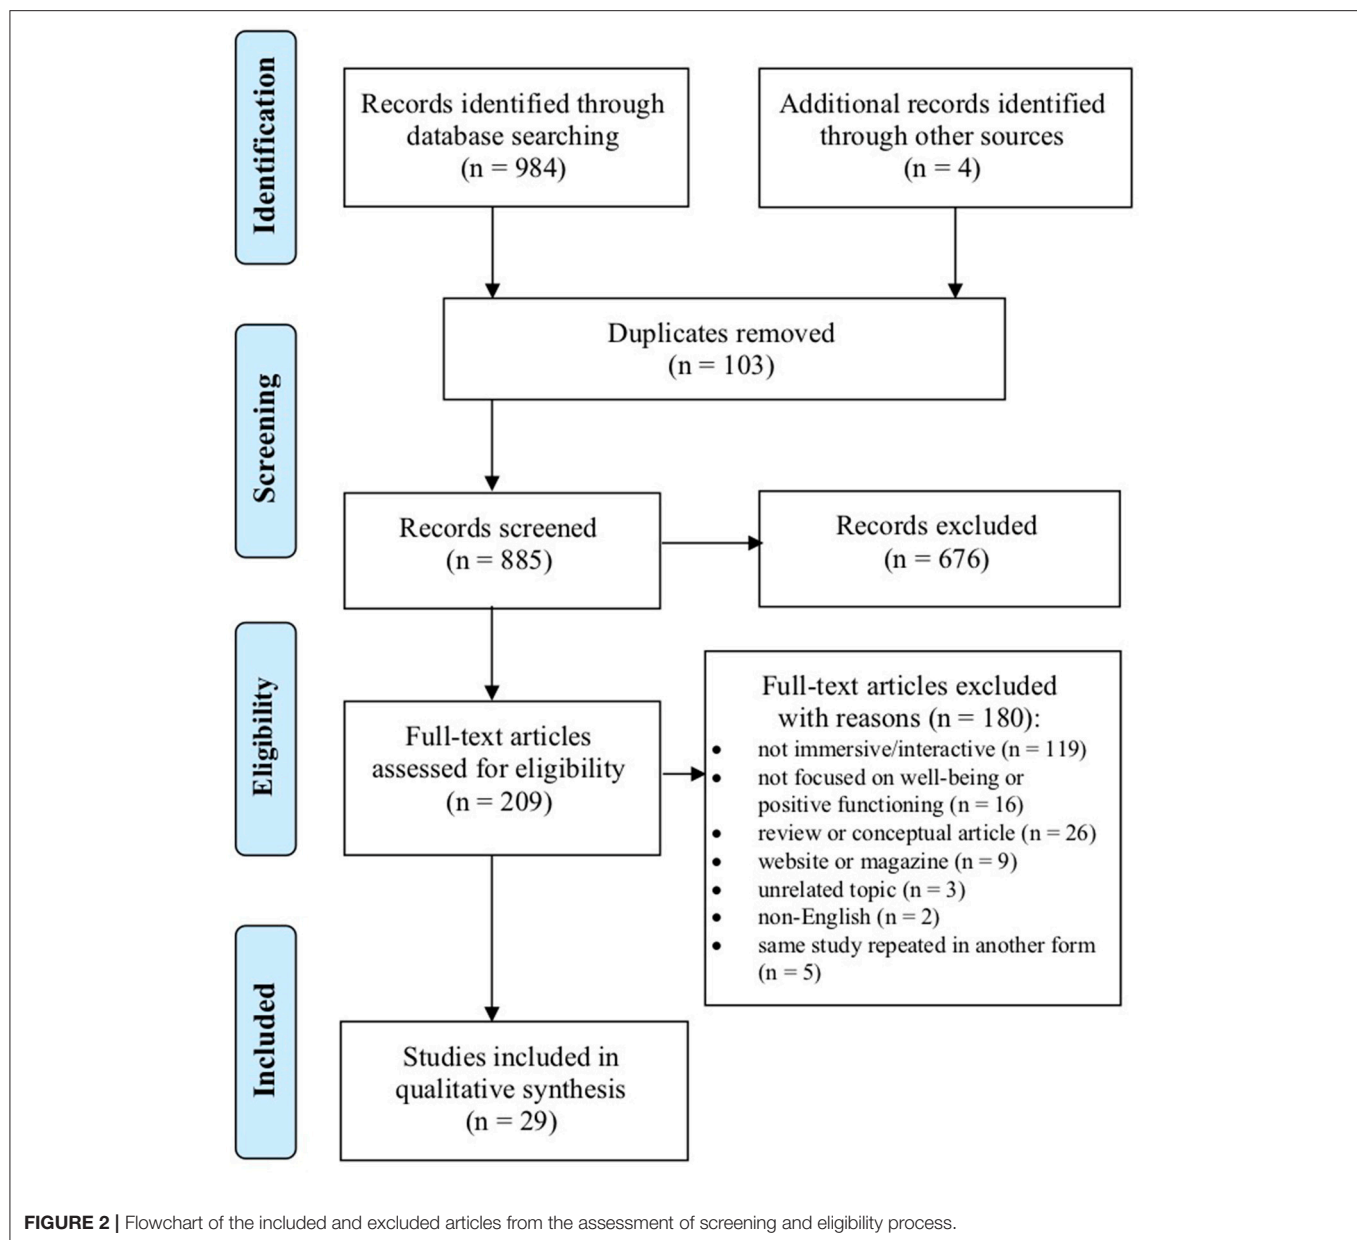 Identification
Records identified through
database searching
(n = 984)
Additional records identified
through other sources
(n = 4)
Screening
Duplicates removed
(n = 103)
Records screened
(n = 885)
Records excluded
(n = 676)
Eligibility
Full-text articles
assessed for eligibility
(n = 209)
Full-text articles excluded
with reasons (n = 180):
• not immersive/interactive (n = 119)
• not focused on well-being or
positive functioning (n = 16)
• review or conceptual article (n = 26)
• website or magazine (n = 9)
• unrelated topic (n = 3)
• non-English (n = 2)
• same study repeated in another form
(n = 5)
Included
Studies included in
qualitative synthesis
(n = 29)
FIGURE 2 | Flowchart of the included and excluded articles from the assessment of screening and eligibility process.